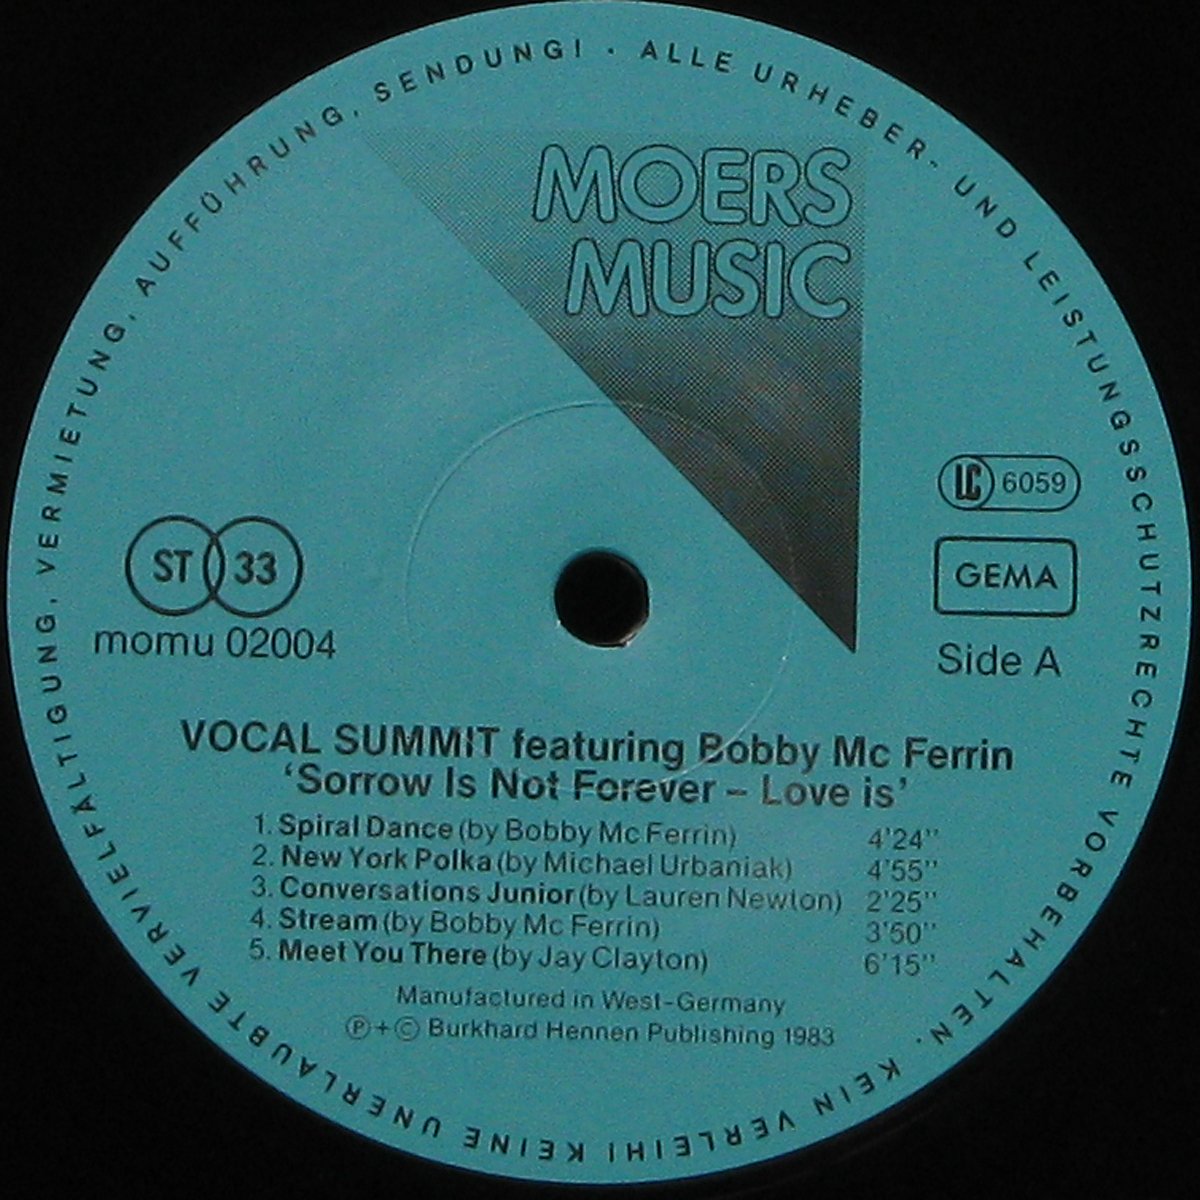 ALLE URHEBER- UND LEISTUNGSSCHUTZRECHTE VORBEHALTEN · KEIN VERLEIH! KEINE UNERLAUBTE VERVIELFÄLTIGUNG, VERMIETUNG, AUFFÜHRUNG, SENDUNG! ·
MOERS
MUSIC
LC 6059
ST 33
GEMA
momu 02004
Side A
VOCAL SUMMIT featuring Bobby Mc Ferrin
‘Sorrow Is Not Forever – Love is’
1. Spiral Dance (by Bobby Mc Ferrin) 4’24’’
2. New York Polka (by Michael Urbaniak) 4’55’’
3. Conversations Junior (by Lauren Newton) 2’25’’
4. Stream (by Bobby Mc Ferrin) 3’50’’
5. Meet You There (by Jay Clayton) 6’15’’
Manufactured in West-Germany
℗+© Burkhard Hennen Publishing 1983